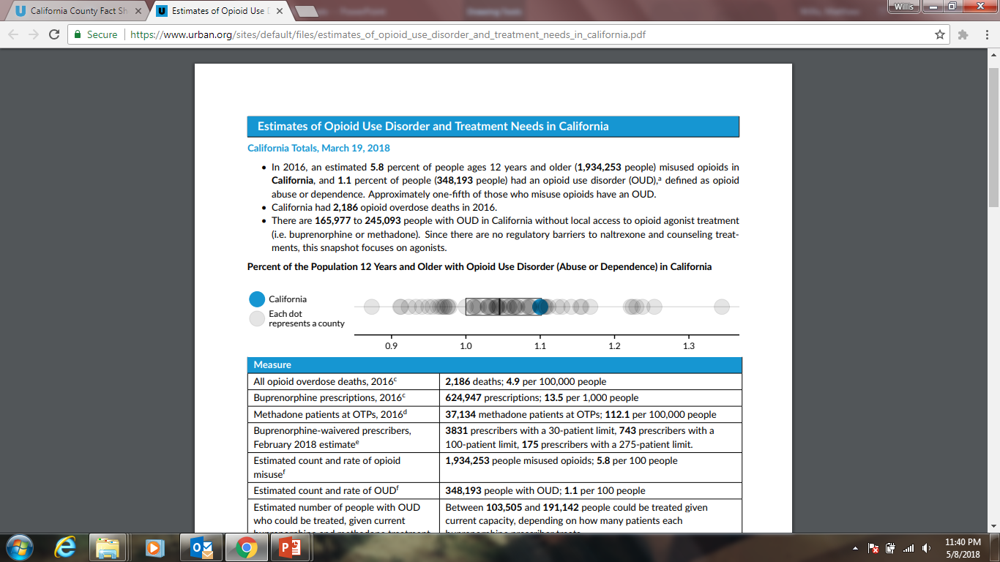 California County Fact Sh
Estimates of Opioid Use D
Willis
Secure
https://www.urban.org/sites/default/files/estimates_of_opioid_use_disorder_and_treatment_needs_in_california.pdf
Estimates of Opioid Use Disorder and Treatment Needs in California
California Totals, March 19, 2018
• In 2016, an estimated 5.8 percent of people ages 12 years and older (1,934,253 people) misused opioids in
California, and 1.1 percent of people (348,193 people) had an opioid use disorder (OUD),ᵃ defined as opioid
abuse or dependence. Approximately one-fifth of those who misuse opioids have an OUD.
• California had 2,186 opioid overdose deaths in 2016.
• There are 165,977 to 245,093 people with OUD in California without local access to opioid agonist treatment
(i.e. buprenorphine or methadone). Since there are no regulatory barriers to naltrexone and counseling treat-
ments, this snapshot focuses on agonists.
Percent of the Population 12 Years and Older with Opioid Use Disorder (Abuse or Dependence) in California
California
Each dot
represents a county
0.9 1.0 1.1 1.2 1.3
Measure
All opioid overdose deaths, 2016ᶜ
2,186 deaths; 4.9 per 100,000 people
Buprenorphine prescriptions, 2016ᶜ
624,947 prescriptions; 13.5 per 1,000 people
Methadone patients at OTPs, 2016ᵈ
37,134 methadone patients at OTPs; 112.1 per 100,000 people
Buprenorphine-waivered prescribers,
February 2018 estimateᵉ
3831 prescribers with a 30-patient limit, 743 prescribers with a
100-patient limit, 175 prescribers with a 275-patient limit.
Estimated count and rate of opioid
misuseᶠ
1,934,253 people misused opioids; 5.8 per 100 people
Estimated count and rate of OUDᶠ
348,193 people with OUD; 1.1 per 100 people
Estimated number of people with OUD
who could be treated, given current
Between 103,505 and 191,142 people could be treated given
current capacity, depending on how many patients each
11:40 PM
5/8/2018